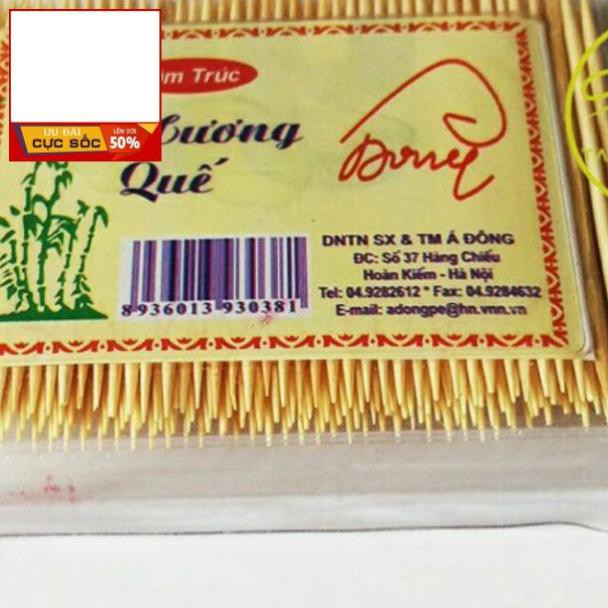 ƯU ĐÃI
CỰC SỐC
LÊN TỚI
50%
Trúc
Hương
Quế
DNTN SX & TM Á ĐÔNG
ĐC: Số 37 Hàng Chiếu
Hoàn Kiếm - Hà Nội
Tel: 04.9282612 * Fax: 04.9284632
E-mail: adongpe@hn.vnn.vn
8 936013 930381